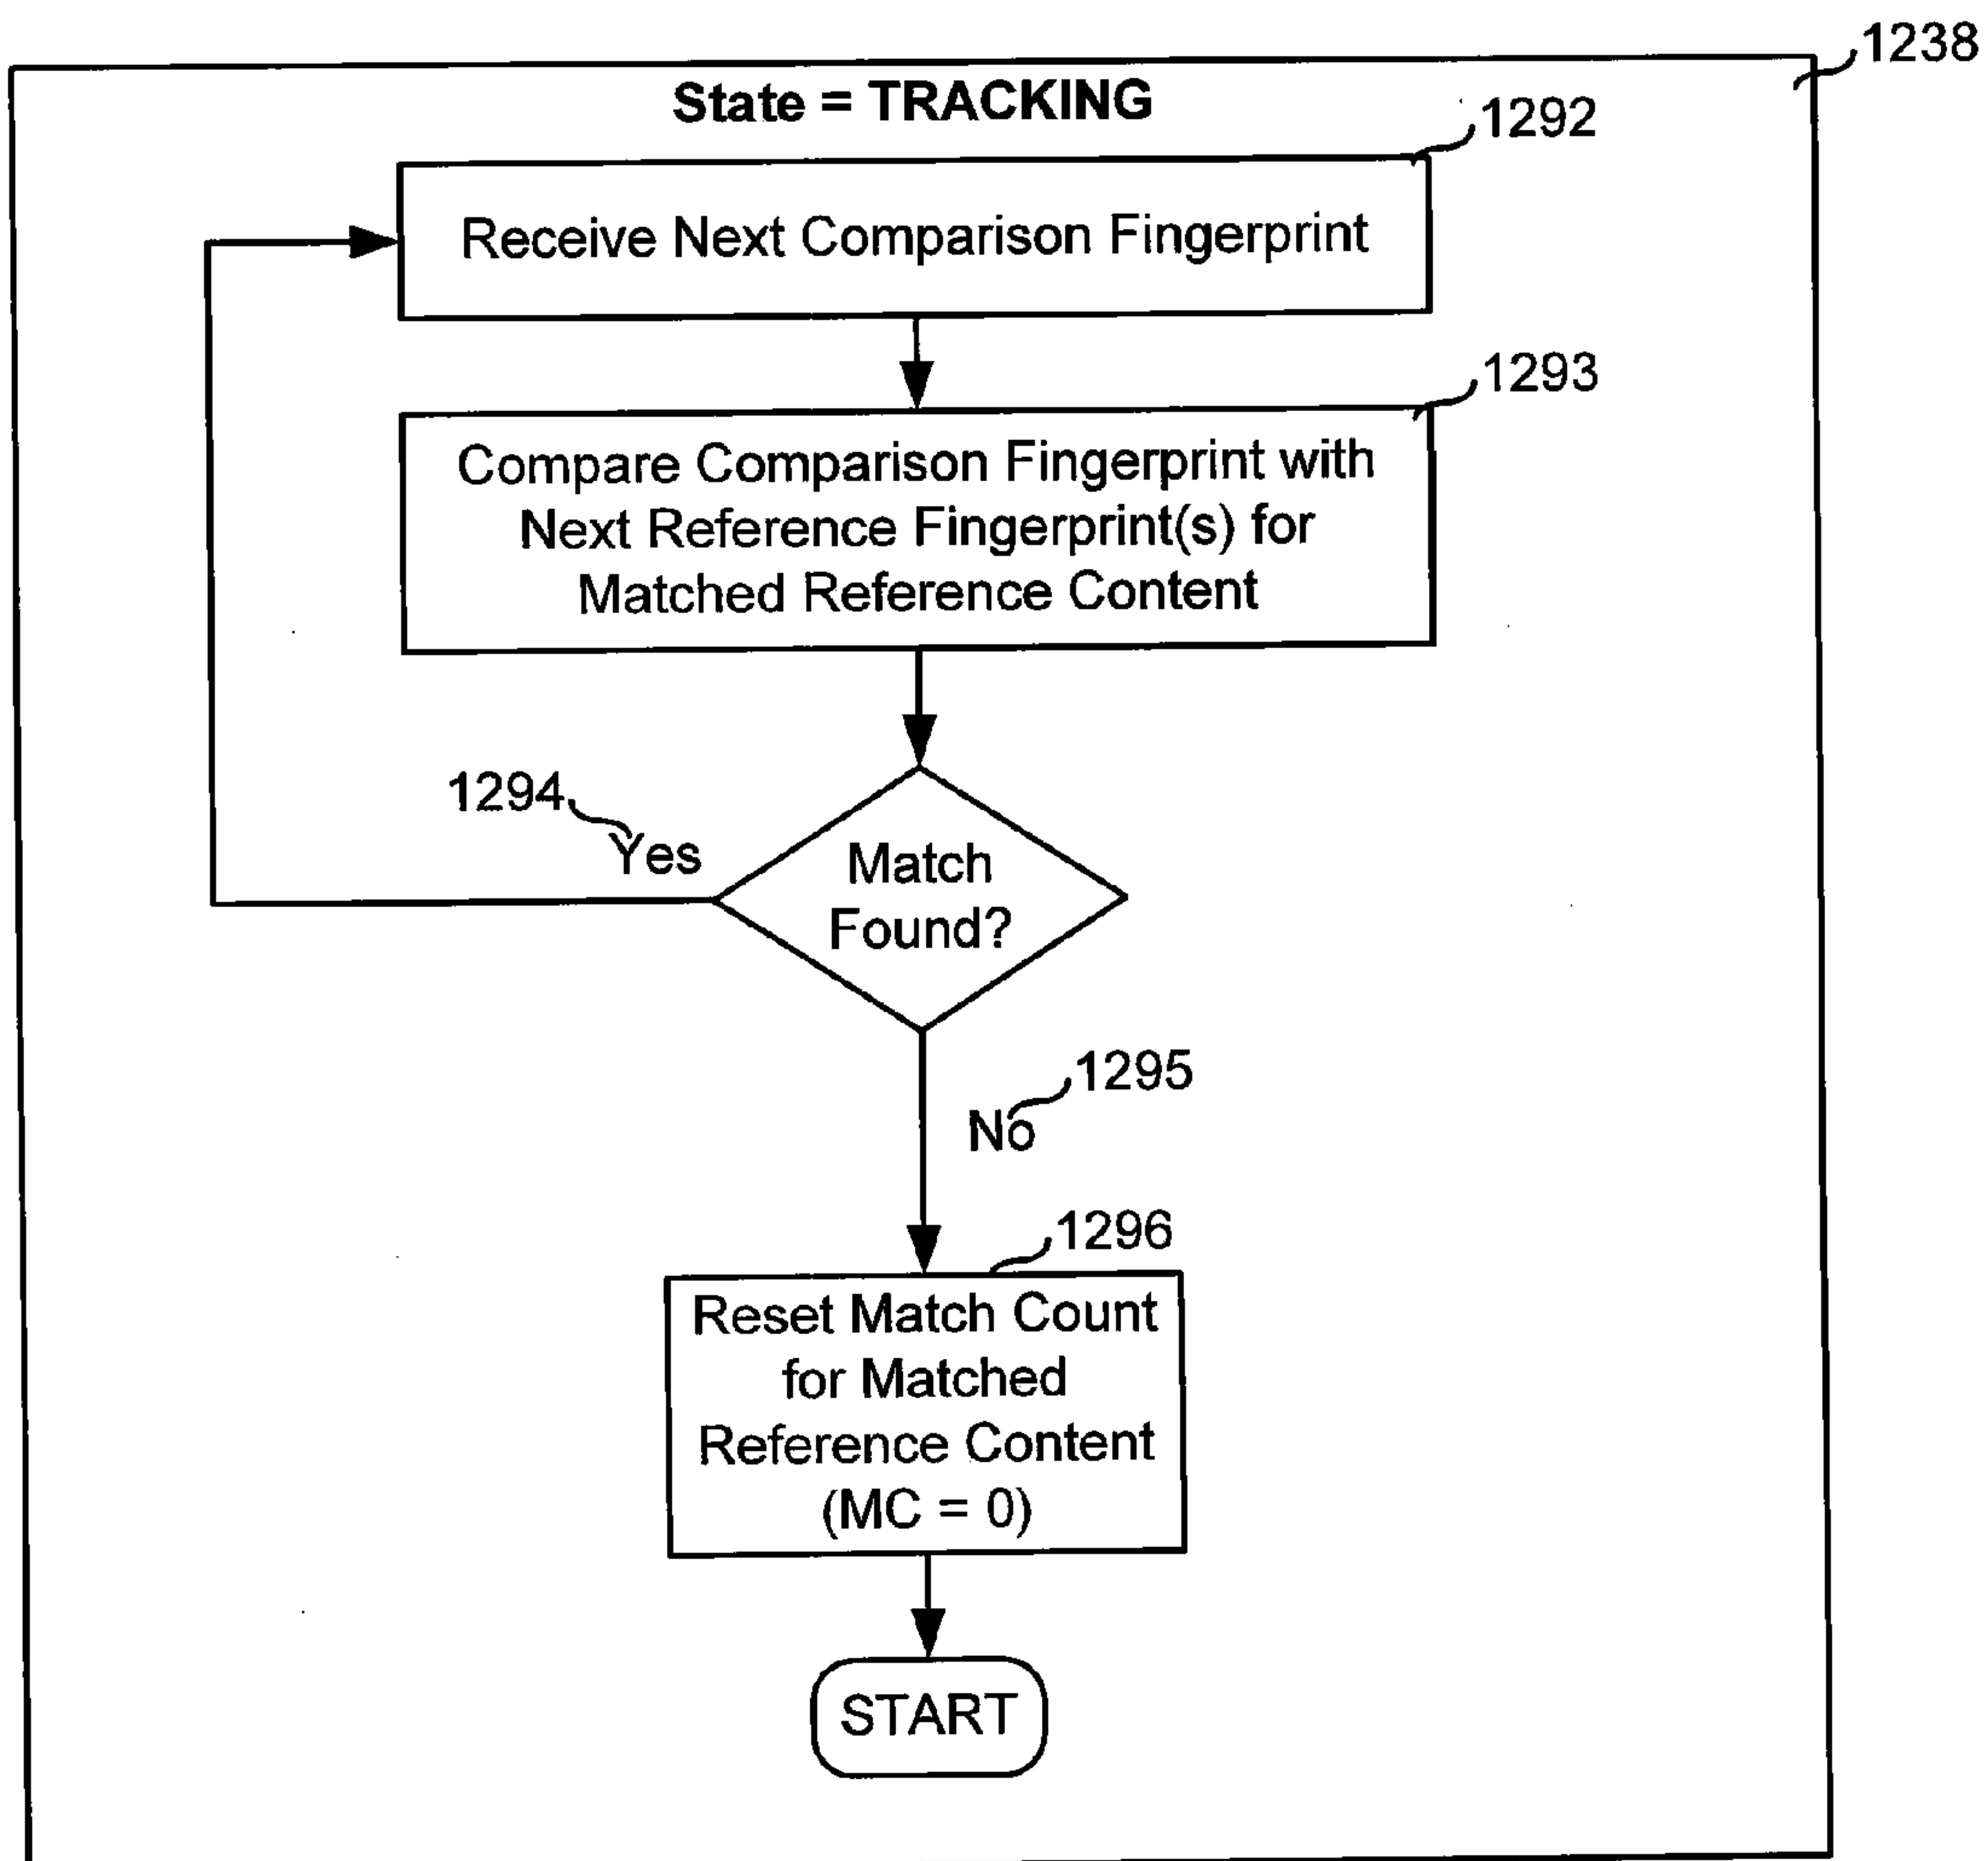 1238
State = TRACKING
1292
Receive Next Comparison Fingerprint
1293
Compare Comparison Fingerprint with
Next Reference Fingerprint(s) for
Matched Reference Content
1294
Yes
Match
Found?
1295
No
1296
Reset Match Count
for Matched
Reference Content
(MC = 0)
START